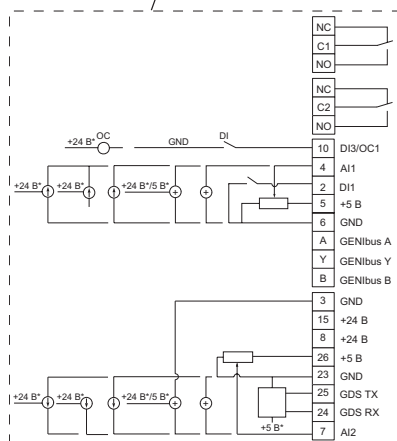 NC
C1
NO
NC
C2
NO
+24 В* OC GND DI 10 DI3/OC1
4 AI1
+24 В* +24 В* +24 В*/5 В* 2 DI1
5 +5 В
6 GND
A GENIbus A
Y GENIbus Y
B GENIbus B
3 GND
15 +24 В
8 +24 В
26 +5 В
23 GND
+24 В* +24 В* +24 В*/5 В* 25 GDS TX
24 GDS RX
+5 В* 7 AI2